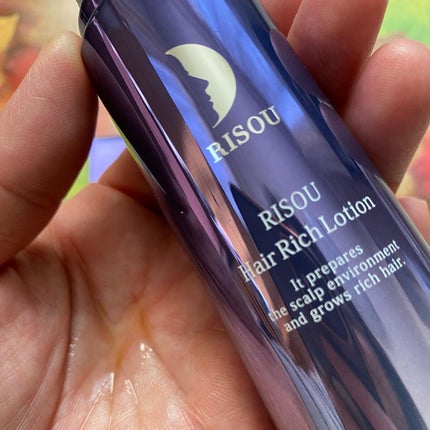 RISOU
RISOU
Hair Rich Lotion
It prepares
the scalp environment
and grows rich hair.